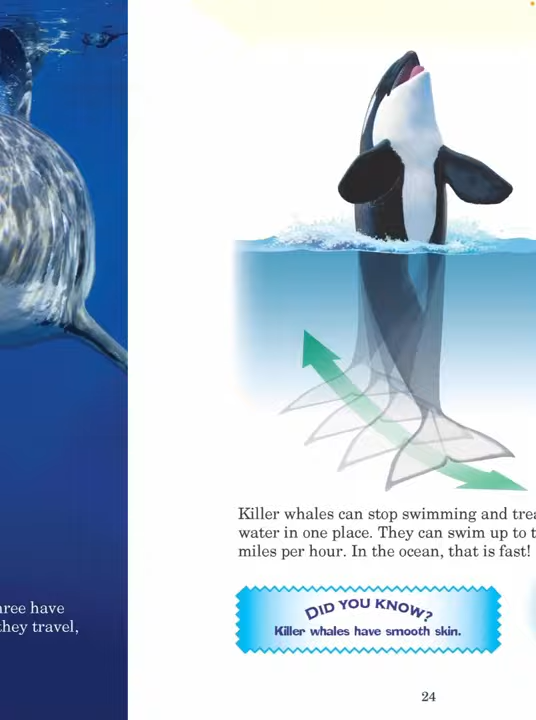 hree have
they travel,
Killer whales can stop swimming and trea
water in one place. They can swim up to t
miles per hour. In the ocean, that is fast!
DID YOU KNOW?
Killer whales have smooth skin.
24